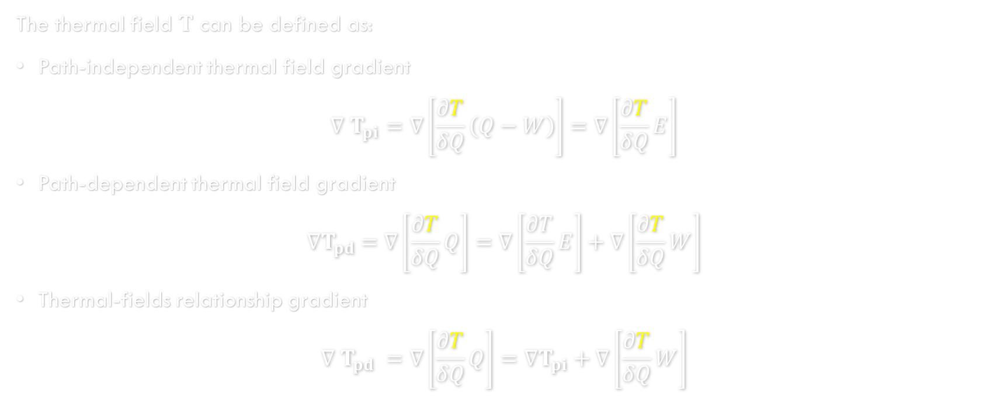 The thermal field T can be defined as:
• Path-independent thermal field gradient
∇ T_pi = ∇[∂T/δQ (Q − W)] = ∇[∂T/δQ E]
• Path-dependent thermal field gradient
∇T_pd = ∇[∂T/δQ Q] = ∇[∂T/δQ E] + ∇[∂T/δQ W]
• Thermal-fields relationship gradient
∇ T_pd = ∇[∂T/δQ Q] = ∇T_pi + ∇[∂T/δQ W]